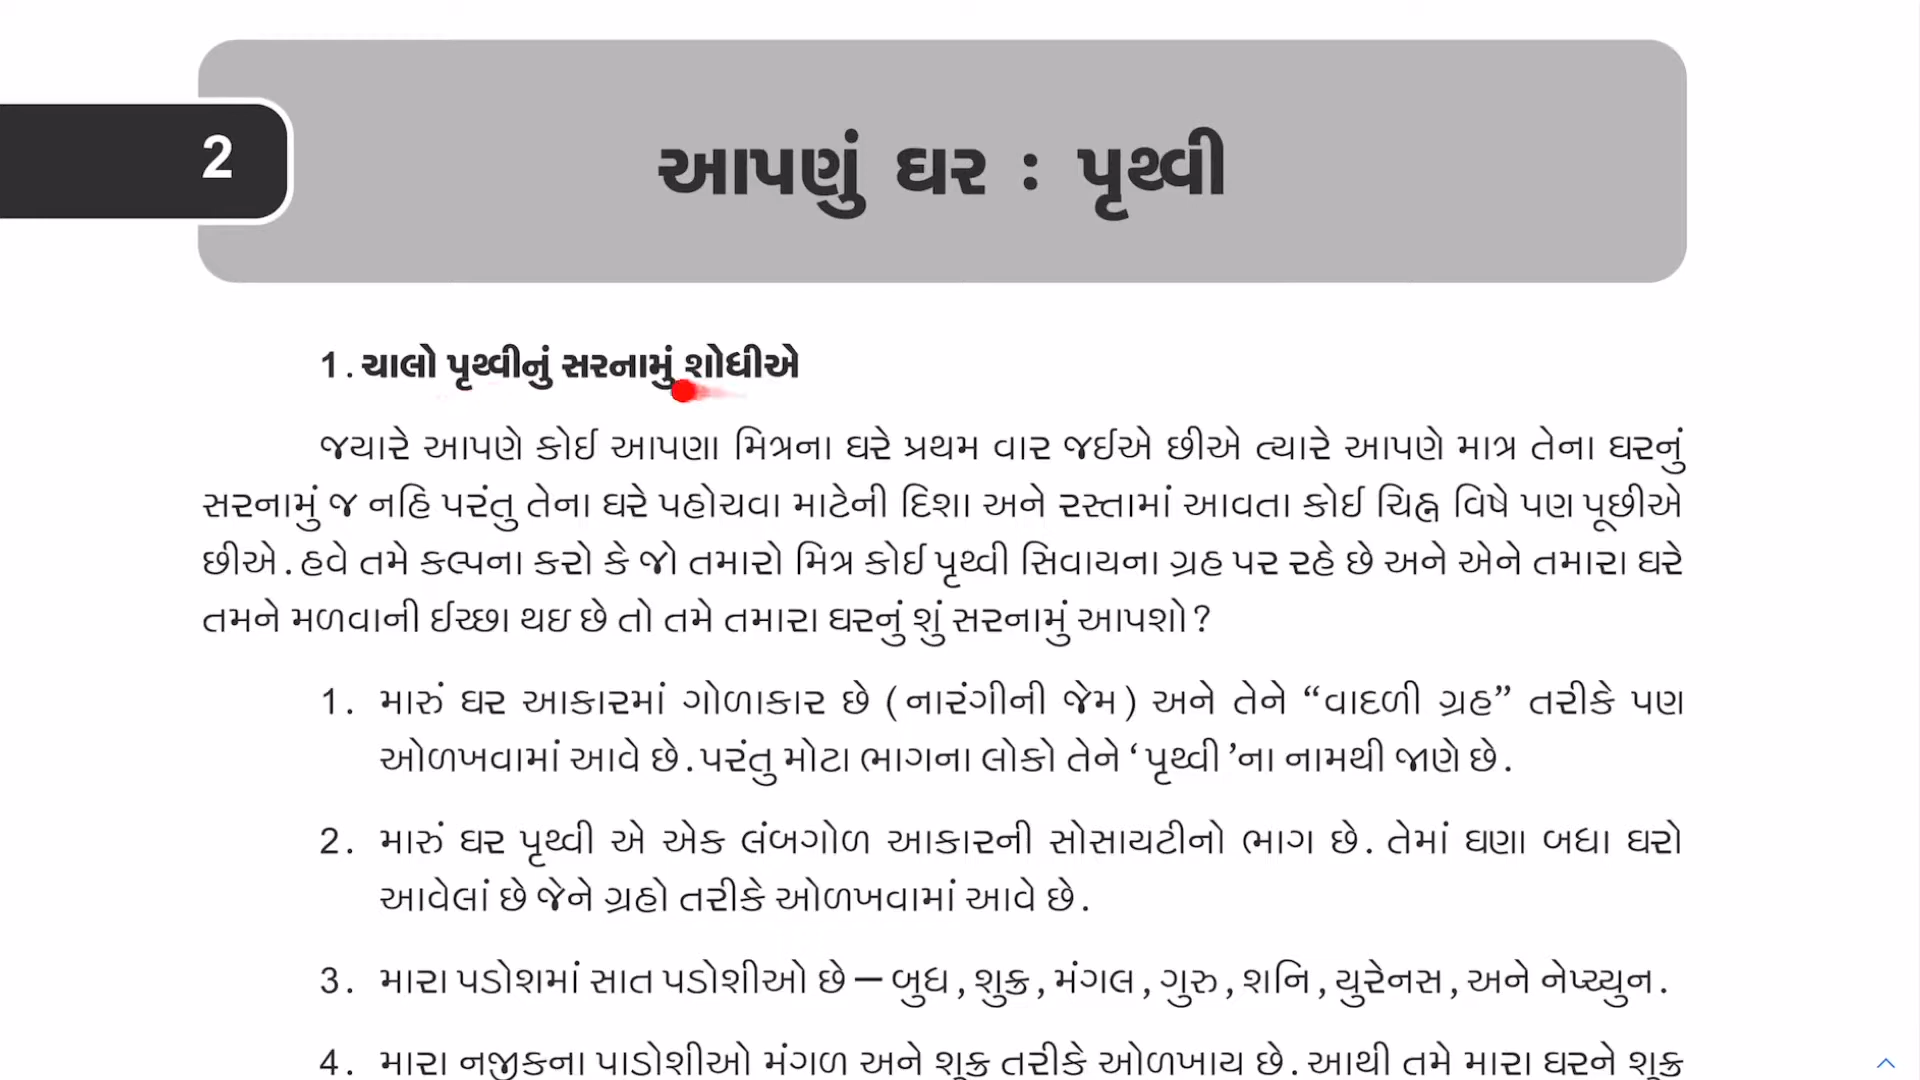 2
આપણું ઘર : પૃથ્વી
1. ચાલો પૃથ્વીનું સરનામું શોધીએ
જયારે આપણે કોઈ આપણા મિત્રના ઘરે પ્રથમ વાર જઈએ છીએ ત્યારે આપણે માત્ર તેના ઘરનું
સરનામું જ નહિ પરંતુ તેના ઘરે પહોચવા માટેની દિશા અને રસ્તામાં આવતા કોઈ ચિહ્ન વિષે પણ પૂછીએ
છીએ. હવે તમે કલ્પના કરો કે જો તમારો મિત્ર કોઈ પૃથ્વી સિવાયના ગ્રહ પર રહે છે અને એને તમારા ઘરે
તમને મળવાની ઈચ્છા થઇ છે તો તમે તમારા ઘરનું શું સરનામું આપશો?
1. મારું ઘર આકારમાં ગોળાકાર છે (નારંગીની જેમ) અને તેને “વાદળી ગ્રહ” તરીકે પણ
ઓળખવામાં આવે છે. પરંતુ મોટા ભાગના લોકો તેને ‘પૃથ્વી’ના નામથી જાણે છે.
2. મારું ઘર પૃથ્વી એ એક લંબગોળ આકારની સોસાયટીનો ભાગ છે. તેમાં ઘણા બધા ઘરો
આવેલાં છે જેને ગ્રહો તરીકે ઓળખવામાં આવે છે.
3. મારા પડોશમાં સાત પડોશીઓ છે – બુધ, શુક્ર, મંગલ, ગુરુ, શનિ, યુરેનસ, અને નેપ્ચ્યુન.
4. મારા નજીકના પાડોશીઓ મંગળ અને શુક્ર તરીકે ઓળખાય છે. આથી તમે મારા ઘરને શુક્ર